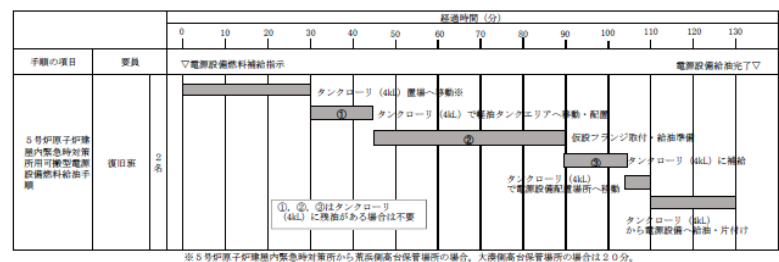 経過時間（分）
0 10 20 30 40 50 60 70 80 90 100 110 120 130
手順の項目 要員 ▽電源設備燃料補給指示 電源設備給油完了▽
５号炉原子炉建屋内緊急時対策所用可搬型電源設備燃料給油手順
復旧班
２名
タンクローリ（4kL）置場へ移動※
① タンクローリ（4kL）で軽油タンクエリアへ移動・配置
② 仮設フランジ取付・給油準備
③ タンクローリ（4kL）に補給
タンクローリ（4kL）
で電源設備配置場所へ移動
①，②，③はタンクローリ
（4kL）に残油がある場合は不要
タンクローリ（4kL）
から電源設備へ給油・片付け
※５号炉原子炉建屋内緊急時対策所から荒浜側高台保管場所の場合。大湊側高台保管場所の場合は２０分。